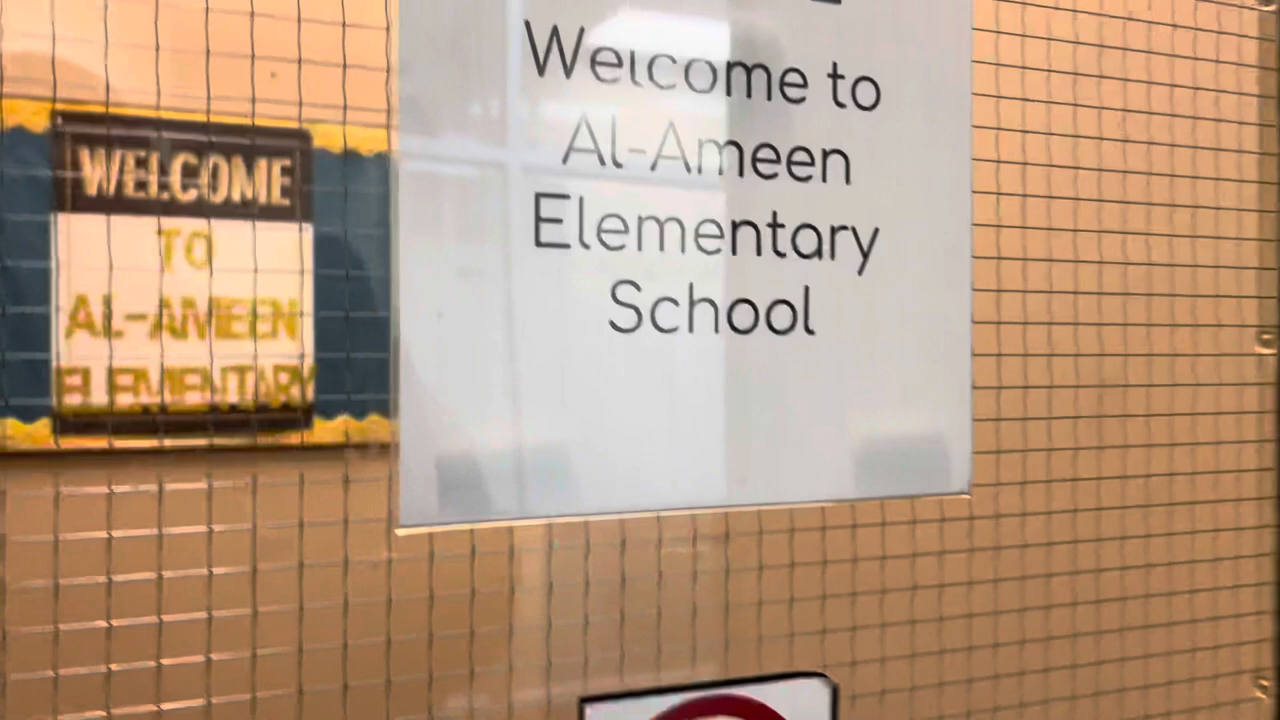 WELCOME
TO
AL-AMEEN
ELEMENTARY
Welcome to
Al-Ameen
Elementary
School